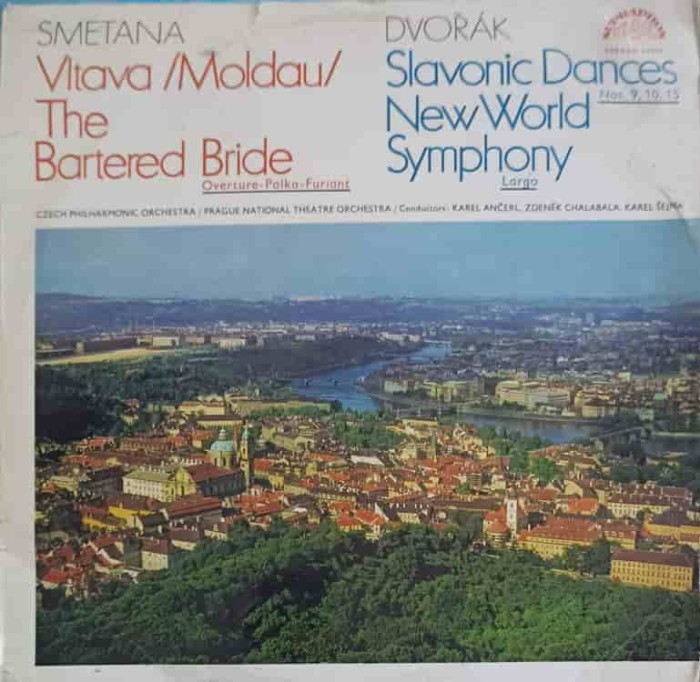 SMETANA
Vltava /Moldau/
The
Bartered Bride
Overture-Polka-Furiant
DVOŘÁK
Slavonic Dances
Nos. 9, 10, 15
New World
Symphony
Largo
SUPRAPHON
CZECH PHILHARMONIC ORCHESTRA / PRAGUE NATIONAL THEATRE ORCHESTRA / Conductors: KAREL ANČERL, ZDENĚK CHALABALA, KAREL ŠEJNA